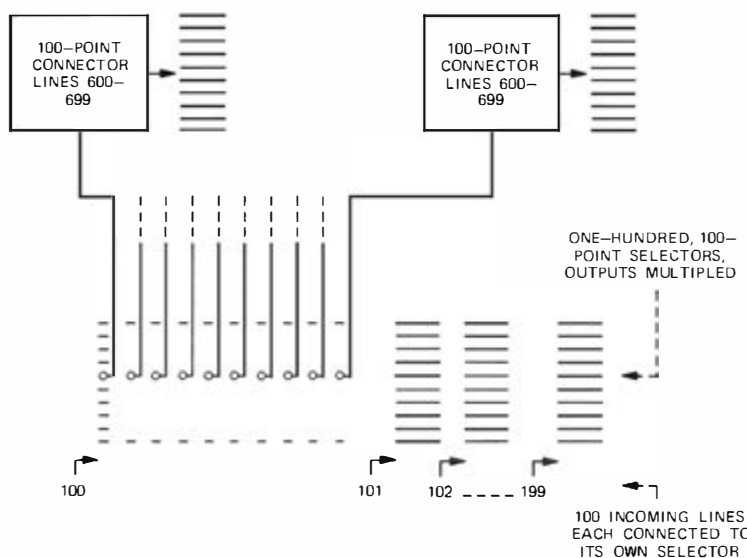 100–POINT
CONNECTOR
LINES 600–
699
100–POINT
CONNECTOR
LINES 600–
699
ONE–HUNDRED, 100–
POINT SELECTORS,
OUTPUTS MULTIPLED
100
101
102 ---- 199
100 INCOMING LINES
EACH CONNECTED TO
ITS OWN SELECTOR